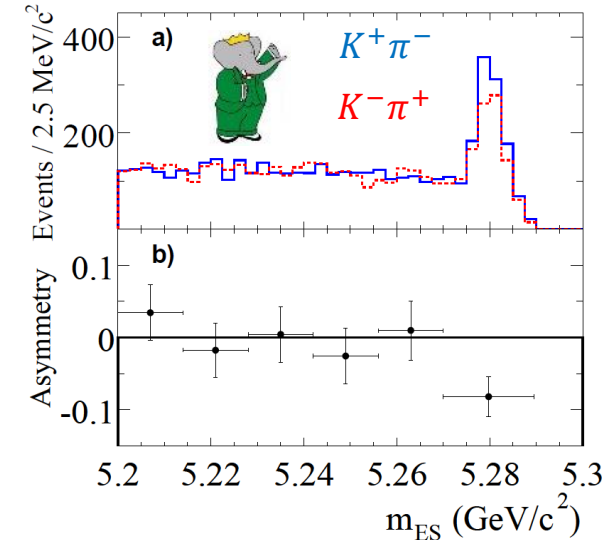 Events / 2.5 MeV/c²
400
200
a)
K⁺π⁻
K⁻π⁺
Asymmetry
0.1
0
-0.1
b)
5.2 5.22 5.24 5.26 5.28 5.3
m_ES (GeV/c²)